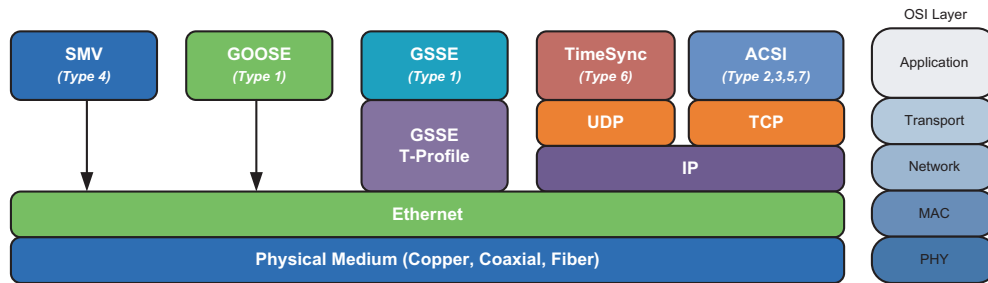 OSI Layer
SMV
(Type 4)
GOOSE
(Type 1)
GSSE
(Type 1)
TimeSync
(Type 6)
ACSI
(Type 2,3,5,7)
Application
GSSE
T-Profile
UDP
TCP
Transport
IP
Network
Ethernet
MAC
Physical Medium (Copper, Coaxial, Fiber)
PHY